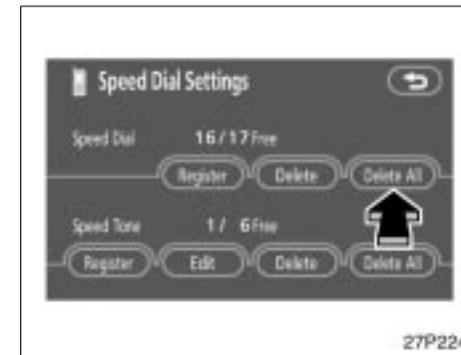 Speed Dial Settings
Speed Dial 16/17 Free
Register Delete Delete All
Speed Tone 1/ 6 Free
Register Edit Delete Delete All